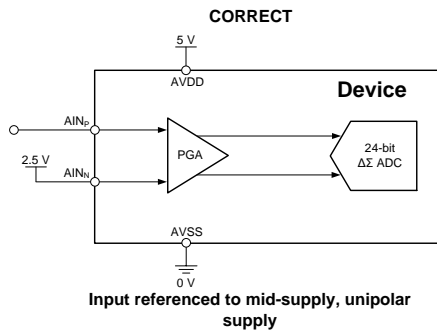 CORRECT
5 V
AVDD
Device
AINP
2.5 V
AINN
PGA
24-bit
ΔΣ ADC
AVSS
0 V
Input referenced to mid-supply, unipolar
supply